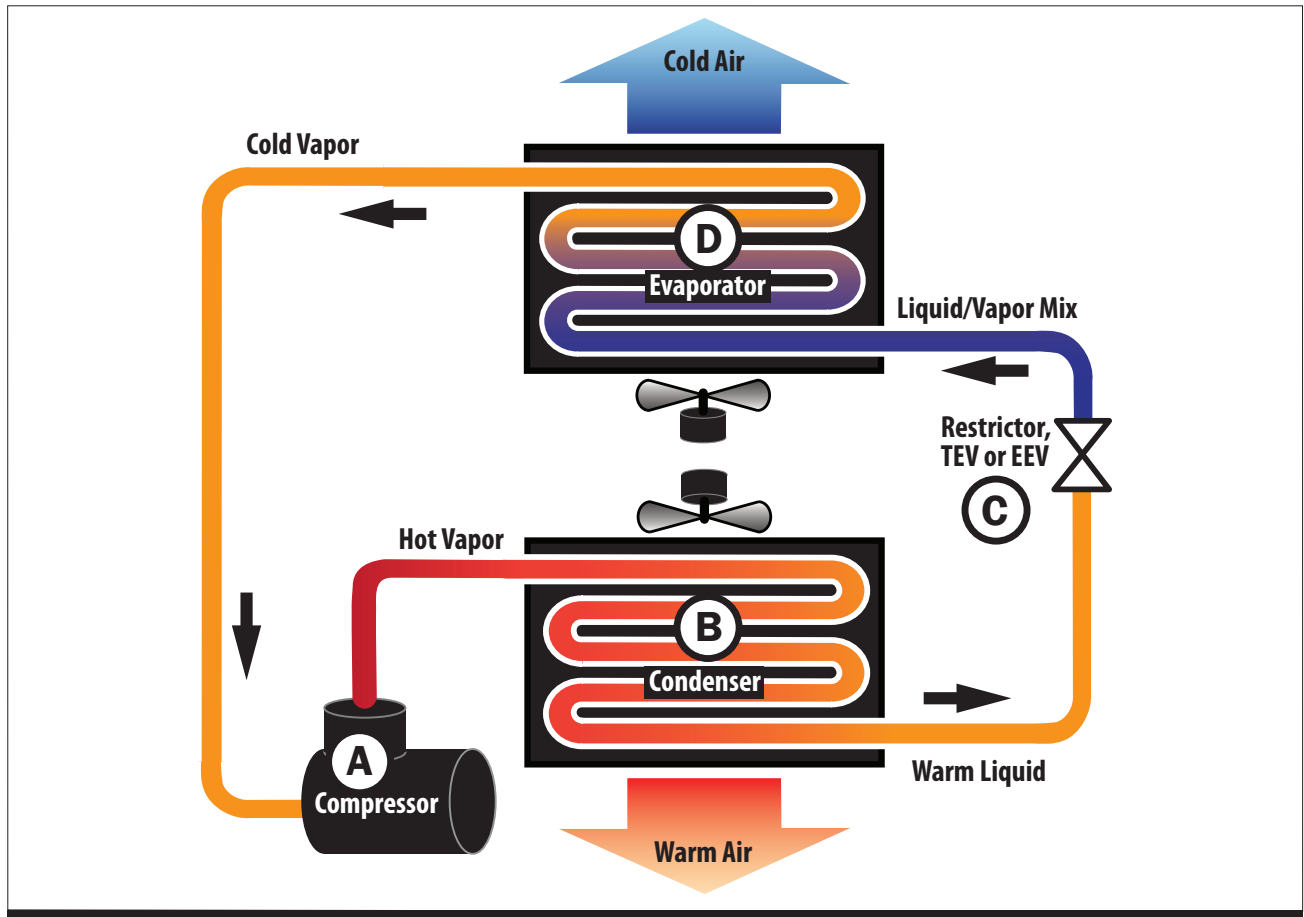 Cold Air
Cold Vapor
D
Evaporator
Liquid/Vapor Mix
Restrictor,
TEV or EEV
C
Hot Vapor
B
Condenser
A
Compressor
Warm Liquid
Warm Air